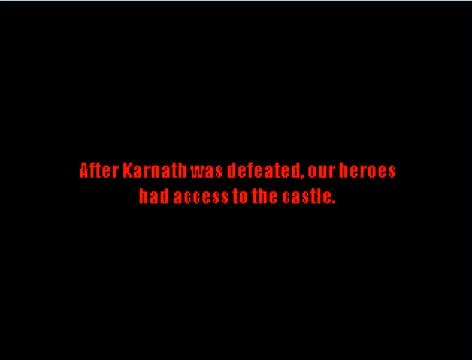 After Karnath was defeated, our heroes
had access to the castle.